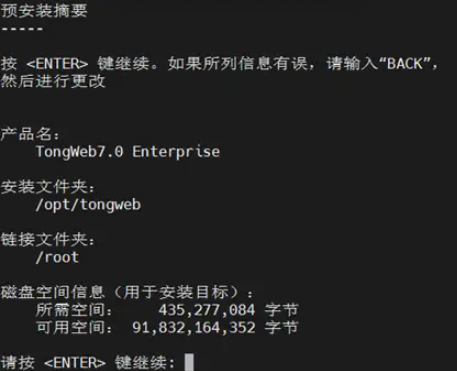 预安装摘要
-----
按 <ENTER> 键继续。如果所列信息有误，请输入“BACK”，
然后进行更改
产品名：
TongWeb7.0 Enterprise
安装文件夹：
/opt/tongweb
链接文件夹：
/root
磁盘空间信息（用于安装目标）：
所需空间： 435,277,084 字节
可用空间： 91,832,164,352 字节
请按 <ENTER> 键继续：